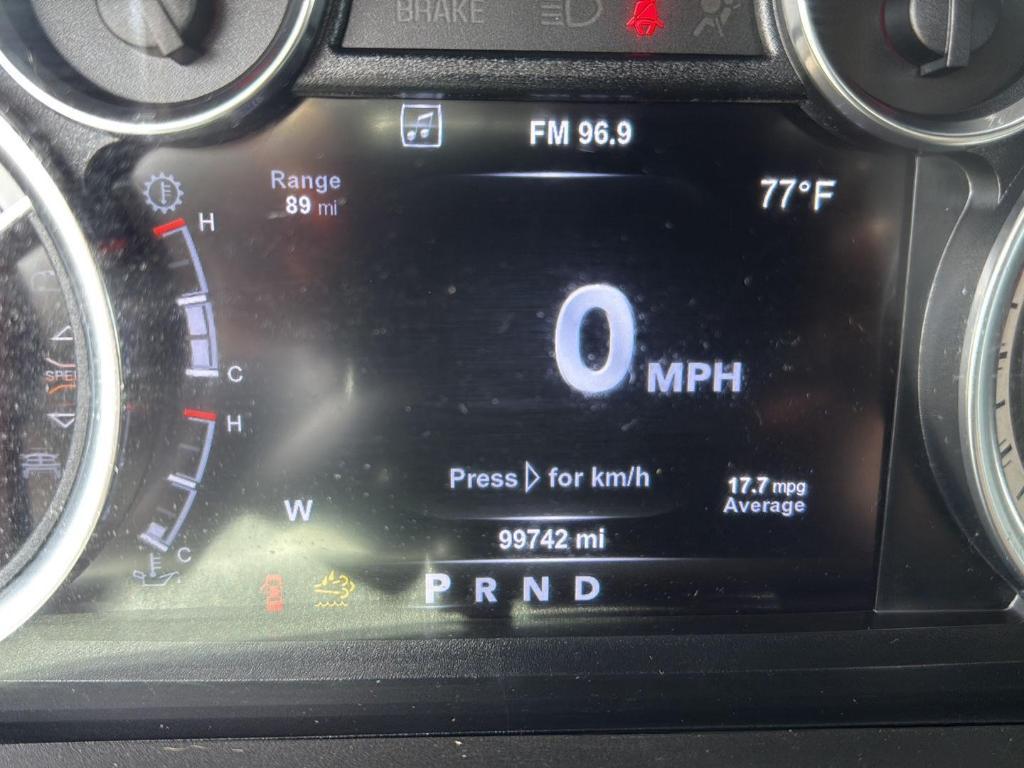 BRAKE
FM 96.9
Range
89 mi
77°F
H
C
H
C
0 MPH
Press ▷ for km/h
17.7 mpg
Average
W
99742 mi
P R N D